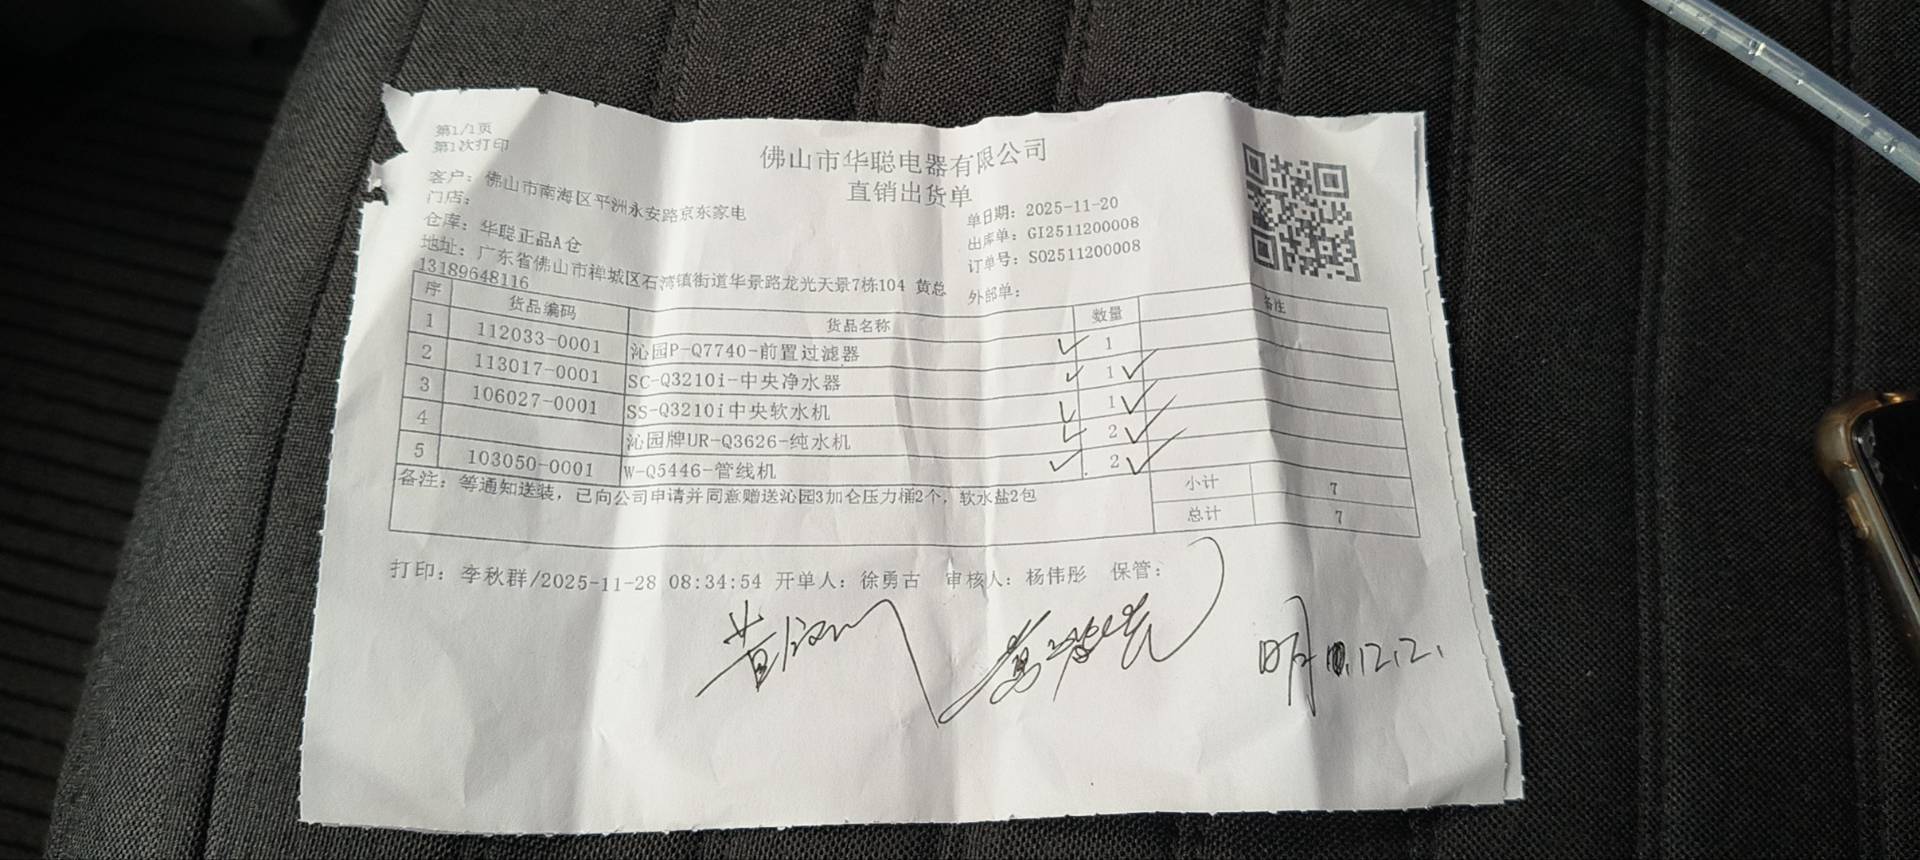 第1/1页
第1次打印
佛山市华聪电器有限公司
直销出货单
客户：佛山市南海区平洲永安路京东家电
门店：
仓库：华聪正品A仓
地址：广东省佛山市禅城区石湾镇街道华景路龙光天景7栋104 黄总
13189648116
单日期：2025-11-20
出库单：GI2511200008
订单号：SO2511200008
外部单：
序 货品编码 货品名称 数量 备注
1 112033-0001 沁园P-Q7740-前置过滤器 1
2 113017-0001 SC-Q3210i-中央净水器 1
3 106027-0001 SS-Q3210i中央软水机 1
4 沁园牌UR-Q3626-纯水机 2
5 103050-0001 W-Q5446-管线机 2
备注：等通知送装，已向公司申请并同意赠送沁园3加仑压力桶2个，软水盐2包
小计 7
总计 7
打印：李秋群/2025-11-28 08:34:54 开单人：徐勇古 审核人：杨伟彤 保管：
12.2.